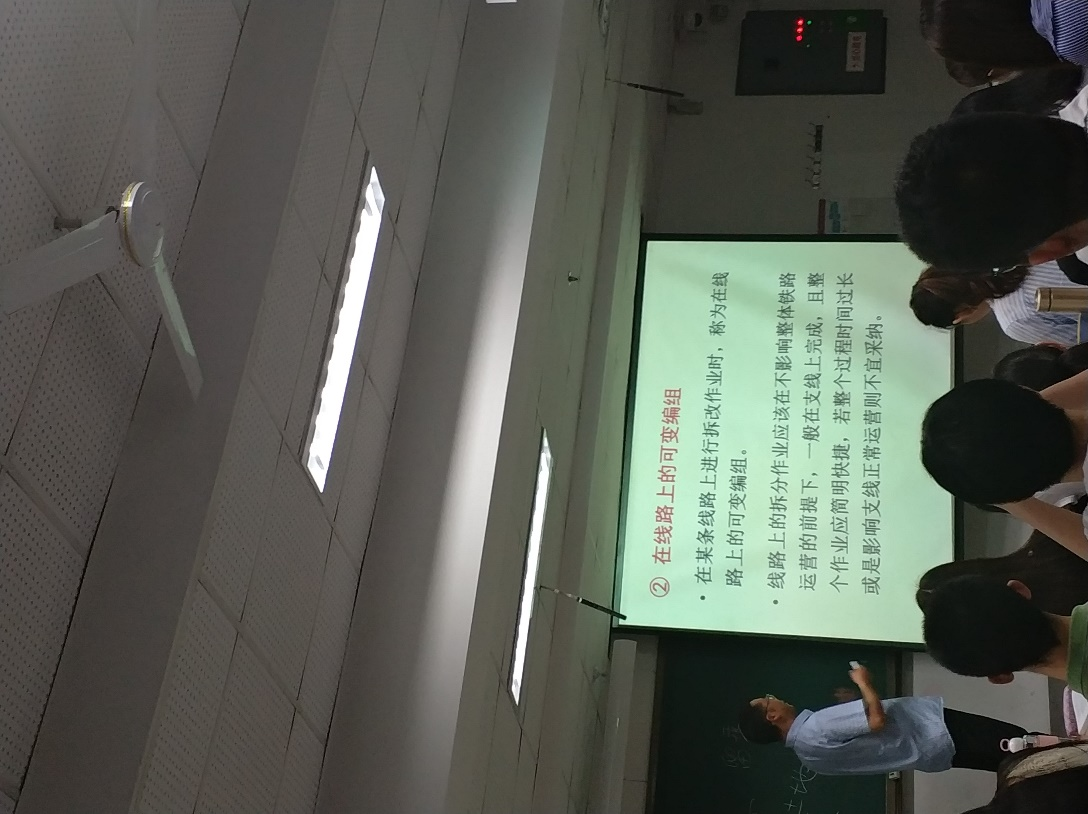 ② 在线路上的可变编组
• 在某条线路上进行拆改作业时，称为在线
路上的可变编组。
• 线路上的拆分作业应该在不影响整体铁路
运营的前提下，一般在支线上完成，且整
个作业应简明快捷，若整个过程时间过长
或是影响支线正常运营则不宜采纳。